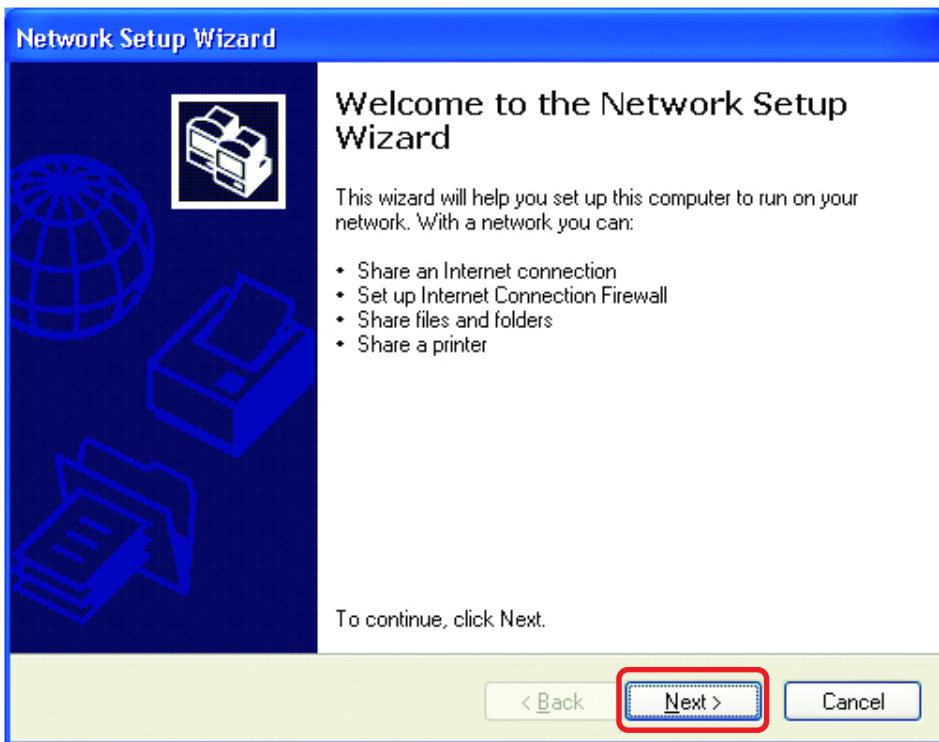 Network Setup Wizard
Welcome to the Network Setup
Wizard
This wizard will help you set up this computer to run on your
network. With a network you can:
• Share an Internet connection
• Set up Internet Connection Firewall
• Share files and folders
• Share a printer
To continue, click Next.
< Back Next > Cancel